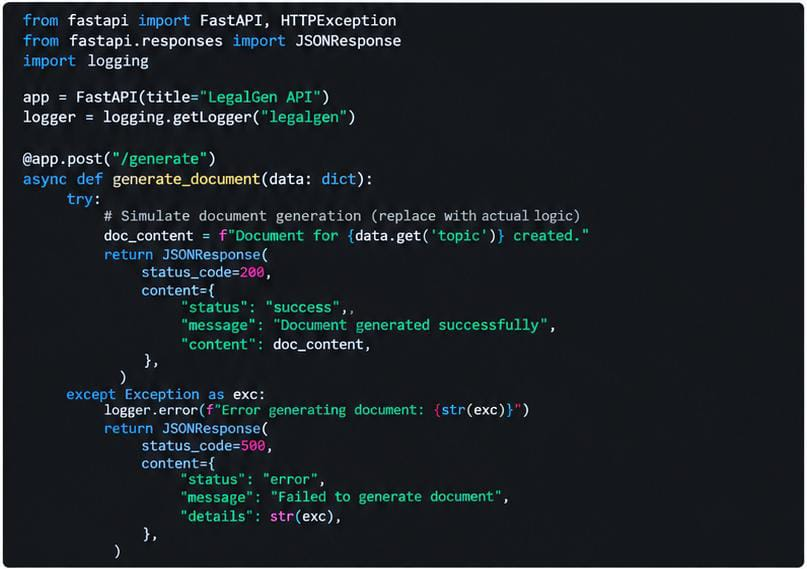 from fastapi import FastAPI, HTTPException
from fastapi.responses import JSONResponse
import logging

app = FastAPI(title="LegalGen API")
logger = logging.getLogger("legalgen")

@app.post("/generate")
async def generate_document(data: dict):
    try:
        # Simulate document generation (replace with actual logic)
        doc_content = f"Document for {data.get('topic')} created."
        return JSONResponse(
            status_code=200,
            content={
                "status": "success",,
                "message": "Document generated successfully",
                "content": doc_content,
            },
        )
    except Exception as exc:
        logger.error(f"Error generating document: {str(exc)}")
        return JSONResponse(
            status_code=500,
            content={
                "status": "error",
                "message": "Failed to generate document",
                "details": str(exc),
            },
        )